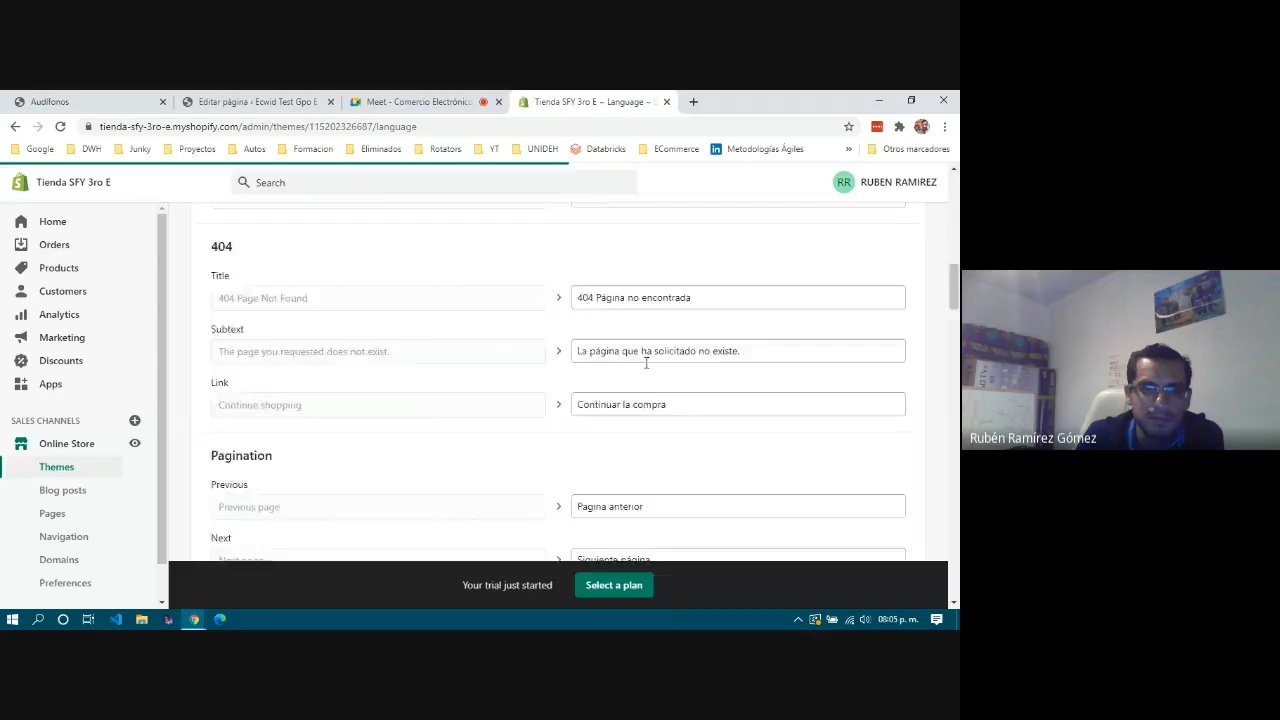 Audífonos
Editar página ‹ Ecwid Test Gpo E
Meet - Comercio Electrónic
Tienda SFY 3ro E ~ Language ~
tienda-sfy-3ro-e.myshopify.com/admin/themes/115202326687/language
Google DWH Junky Proyectos Autos Formacion Eliminados Rotators YT UNIDEH Databricks ECommerce Metodologías Ágiles » Otros marcadores
Tienda SFY 3ro E
Search
RR RUBEN RAMIREZ
Home
Orders
Products
Customers
Analytics
Marketing
Discounts
Apps
SALES CHANNELS
Online Store
Themes
Blog posts
Pages
Navigation
Domains
Preferences
404
Title
404 Page Not Found
404 Página no encontrada
Subtext
The page you requested does not exist.
La página que ha solicitado no existe.
Link
Continue shopping
Continuar la compra
Pagination
Previous
Previous page
Pagina anterior
Next
Next page
Siguiente página
Your trial just started
Select a plan
08:05 p. m.
Rubén Ramírez Gómez